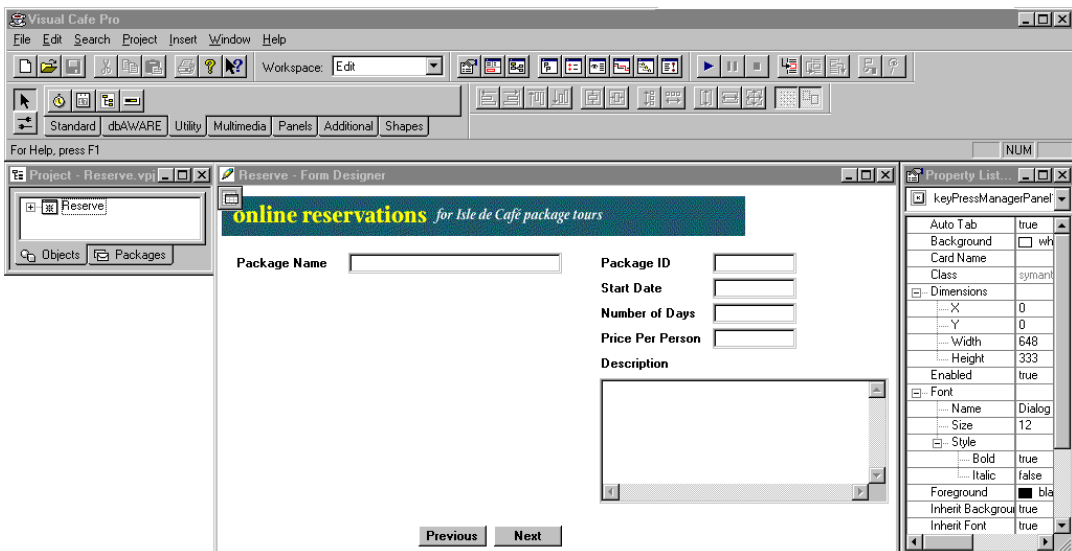 Visual Cafe Pro
File Edit Search Project Insert Window Help
Workspace: Edit
Standard dbAWARE Utility Multimedia Panels Additional Shapes
For Help, press F1
NUM
Project - Reserve.vpj
Reserve
Objects Packages
Reserve - Form Designer
online reservations for Isle de Café package tours
Package Name
Package ID
Start Date
Number of Days
Price Per Person
Description
Previous Next
Property List...
keyPressManagerPanel
Auto Tab true
Background wh
Card Name
Class symant
Dimensions
X 0
Y 0
Width 648
Height 333
Enabled true
Font
Name Dialog
Size 12
Style
Bold true
Italic false
Foreground bla
Inherit Backgrou true
Inherit Font true